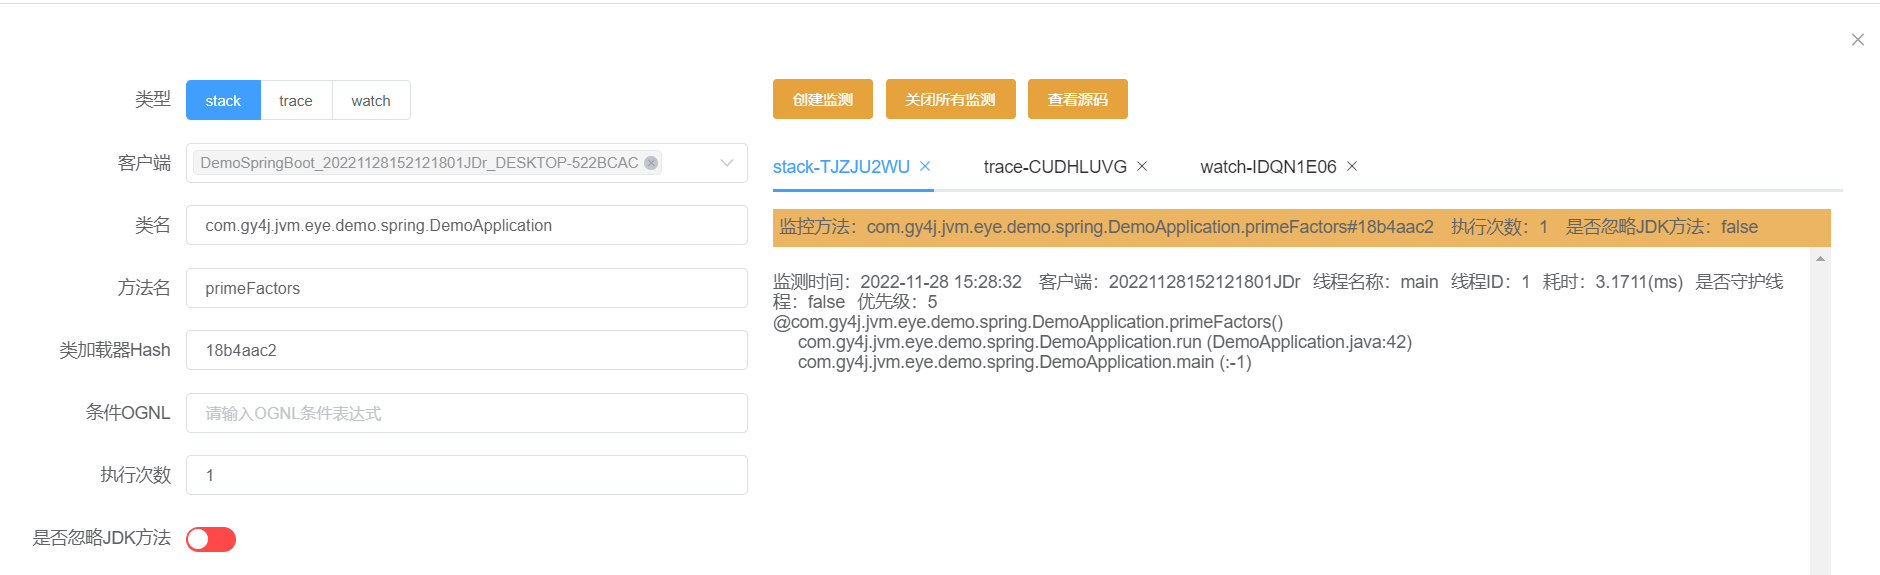 类型
stack
trace
watch
客户端
DemoSpringBoot_20221128152121801JDr_DESKTOP-522BCAC
类名
com.gy4j.jvm.eye.demo.spring.DemoApplication
方法名
primeFactors
类加载器Hash
18b4aac2
条件OGNL
请输入OGNL条件表达式
执行次数
1
是否忽略JDK方法
创建监测
关闭所有监测
查看源码
stack-TJZJU2WU
trace-CUDHLUVG
watch-IDQN1E06
监控方法：com.gy4j.jvm.eye.demo.spring.DemoApplication.primeFactors#18b4aac2 执行次数：1 是否忽略JDK方法：false
监测时间：2022-11-28 15:28:32 客户端：20221128152121801JDr 线程名称：main 线程ID：1 耗时：3.1711(ms) 是否守护线
程：false 优先级：5
@com.gy4j.jvm.eye.demo.spring.DemoApplication.primeFactors()
com.gy4j.jvm.eye.demo.spring.DemoApplication.run (DemoApplication.java:42)
com.gy4j.jvm.eye.demo.spring.DemoApplication.main (:-1)